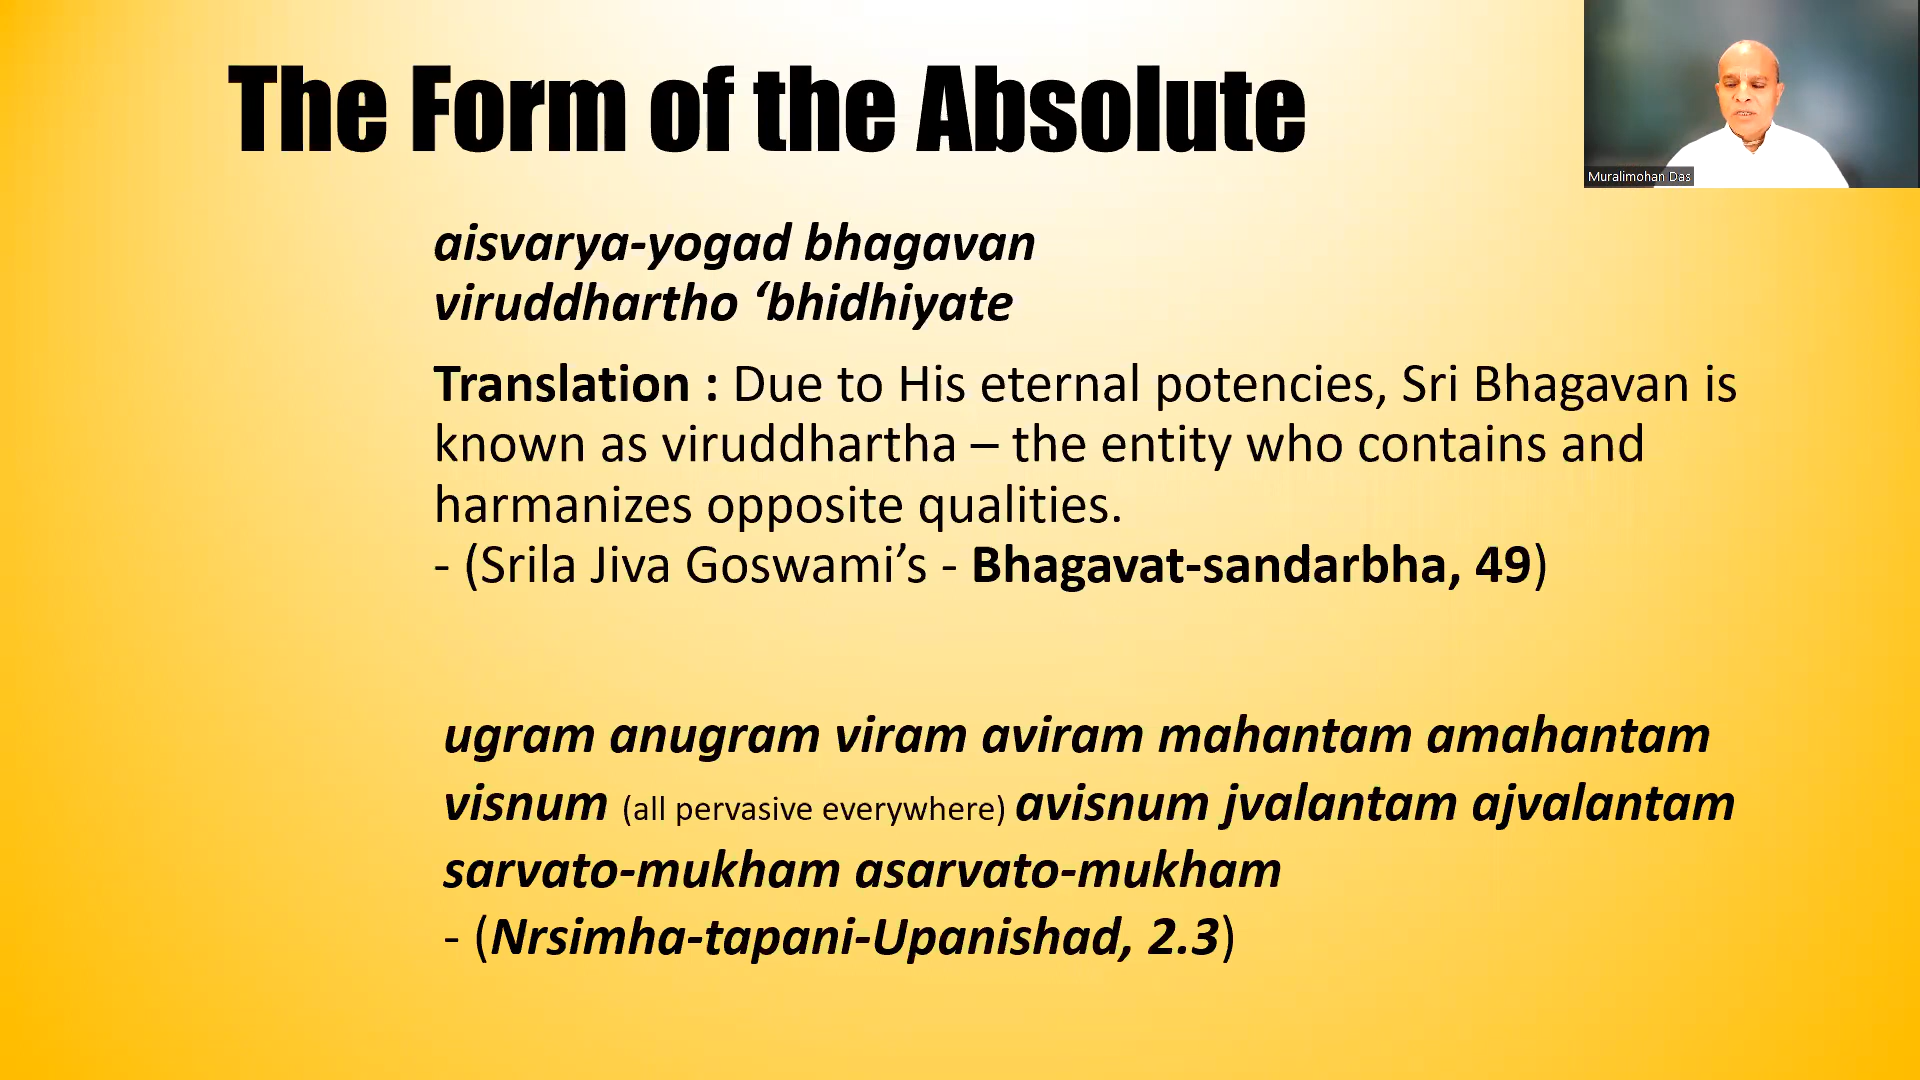 The Form of the Absolute
Muralimohan Das
aisvarya-yogad bhagavan
viruddhartho ‘bhidhiyate
Translation : Due to His eternal potencies, Sri Bhagavan is
known as viruddhartha – the entity who contains and
harmanizes opposite qualities.
- (Srila Jiva Goswami’s - Bhagavat-sandarbha, 49)
ugram anugram viram aviram mahantam amahantam
visnum (all pervasive everywhere) avisnum jvalantam ajvalantam
sarvato-mukham asarvato-mukham
- (Nrsimha-tapani-Upanishad, 2.3)